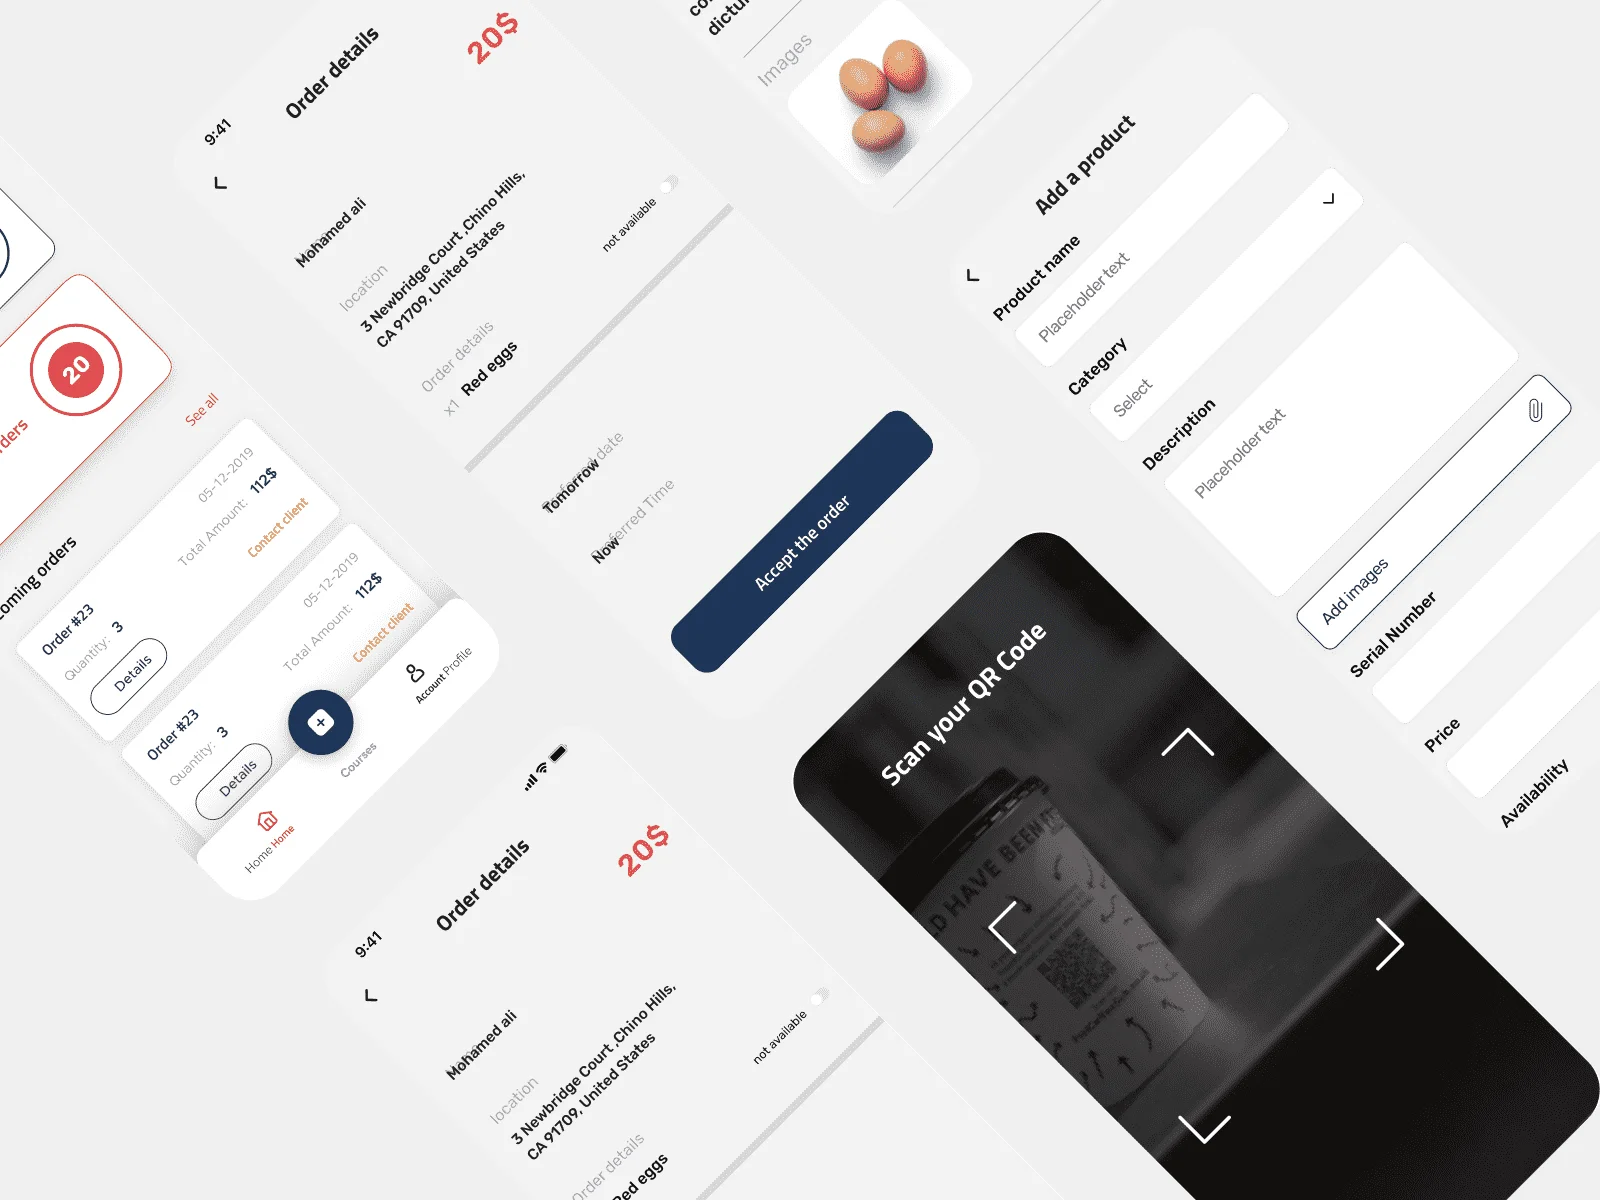 20
orders
See all
Coming orders
05-12-2019
Total Amount: 112$
Contact client
Order #23
Quantity: 3
Details
05-12-2019
Total Amount: 112$
Contact client
Order #23
Quantity: 3
Details
Home Home
Courses
Account Profile
9:41
Order details
20$
Mohamed ali
location
3 Newbridge Court ,Chino Hills,
CA 91709, United States
not available
Order details
x1 Red eggs
Preferred date
Tomorrow
Preferred Time
Now
Accept the order
9:41
Order details
20$
Mohamed ali
location
3 Newbridge Court ,Chino Hills,
CA 91709, United States
not available
Order details
Red eggs
dictu
Images
Add a product
Product name
Placeholder text
Category
Select
Description
Placeholder text
Add images
Serial Number
Price
Availability
Scan your QR Code
HAVE BEEN